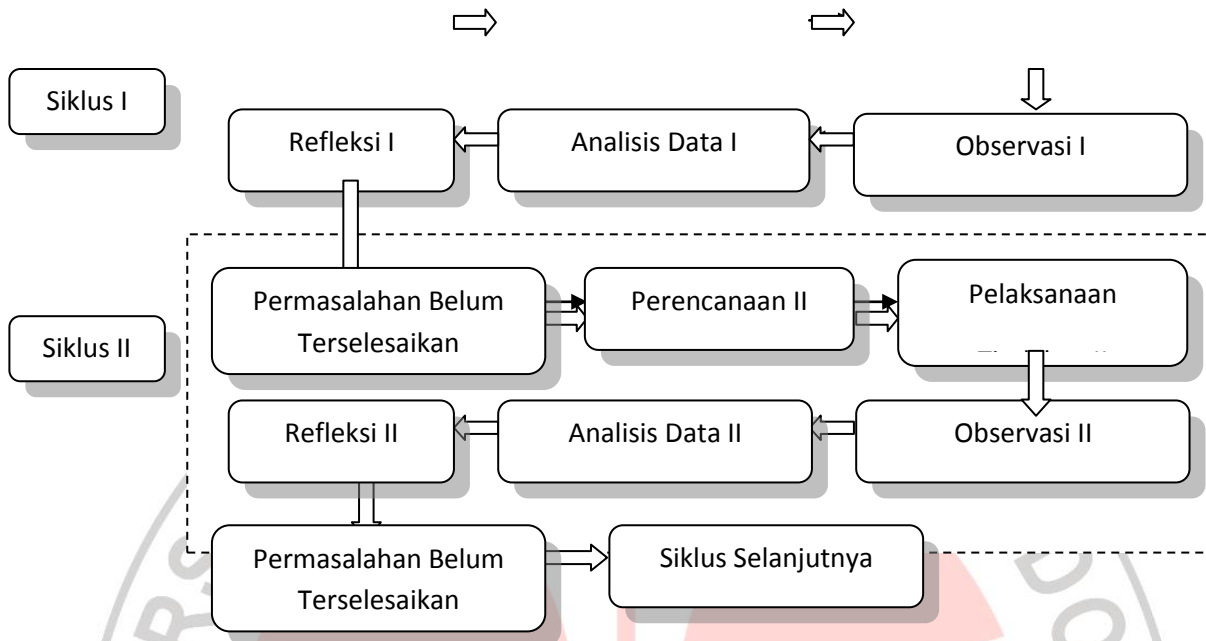 Siklus I
Refleksi I
Analisis Data I
Observasi I
Permasalahan Belum
Terselesaikan
Perencanaan II
Pelaksanaan
Siklus II
Refleksi II
Analisis Data II
Observasi II
Permasalahan Belum
Terselesaikan
Siklus Selanjutnya